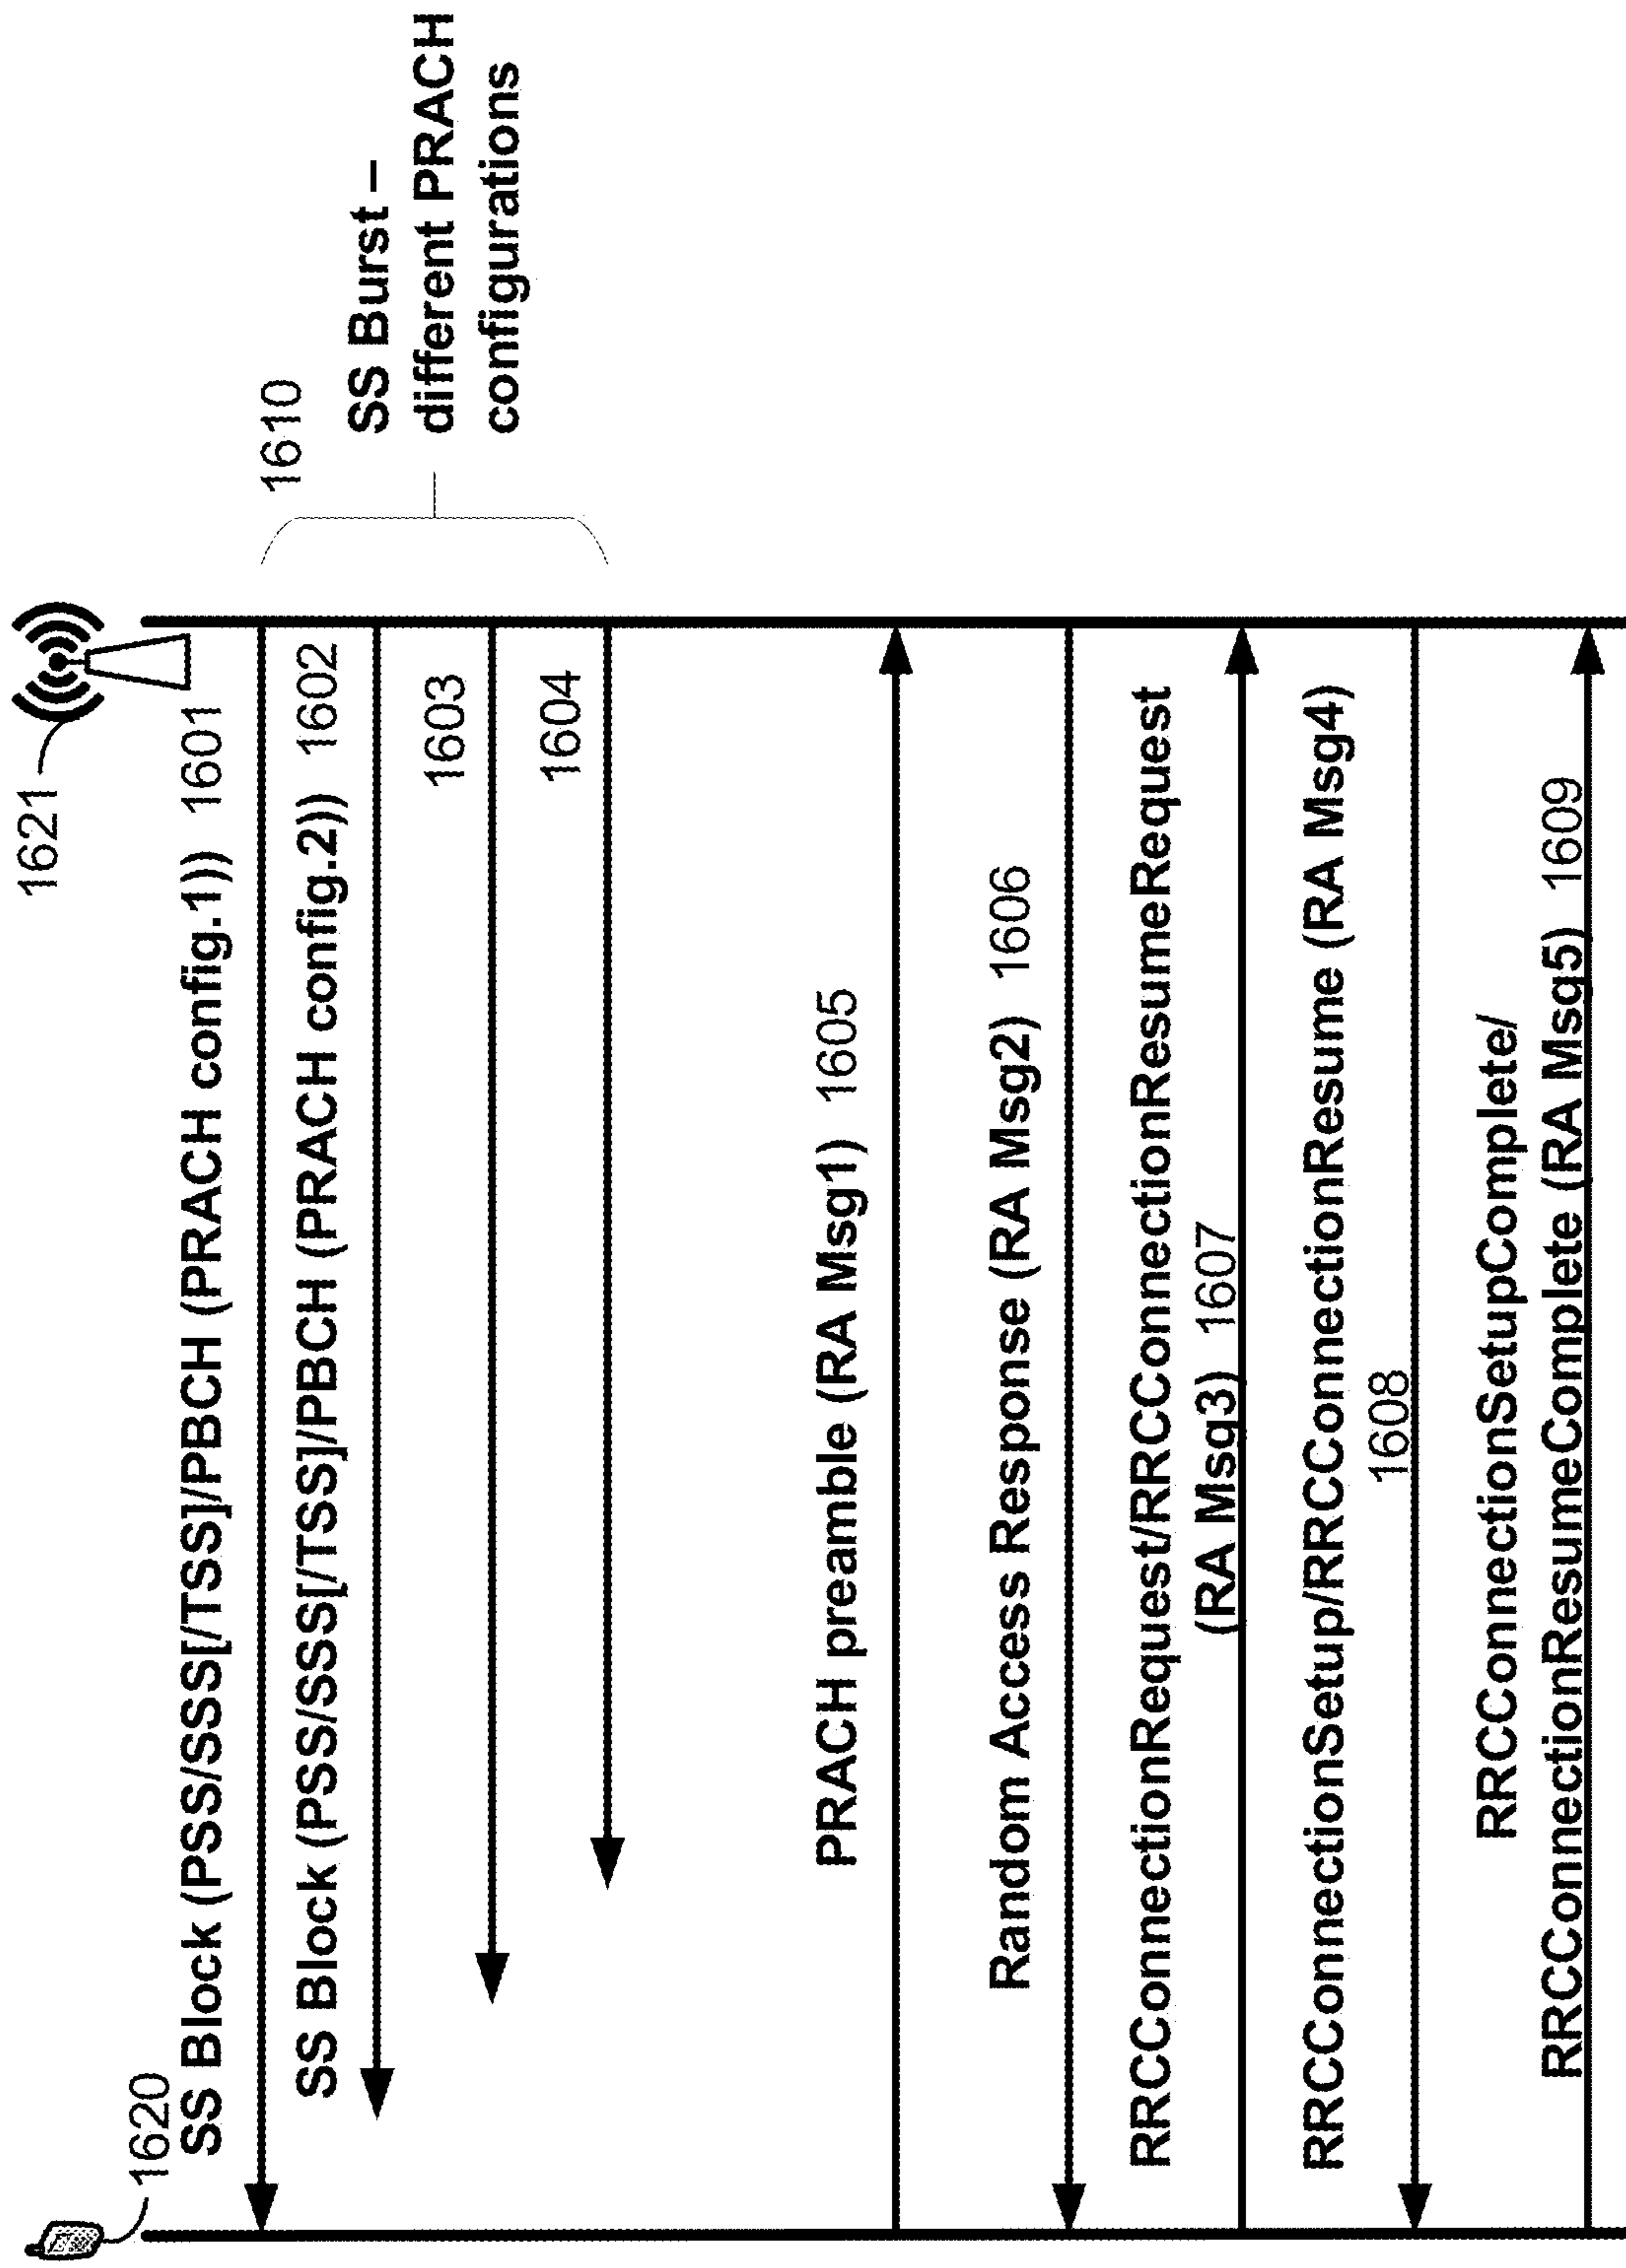 1620
1621
SS Block (PSS/SSS[/TSS]/PBCH (PRACH config.1)) 1601
SS Block (PSS/SSS[/TSS]/PBCH (PRACH config.2)) 1602
1603
1604
1610
SS Burst –
different PRACH
configurations
PRACH preamble (RA Msg1) 1605
Random Access Response (RA Msg2) 1606
RRCConnectionRequest/RRCConnectionResumeRequest
(RA Msg3) 1607
RRCConnectionSetup/RRCConnectionResume (RA Msg4)
1608
RRCConnectionSetupComplete/
RRCConnectionResumeComplete (RA Msg5) 1609